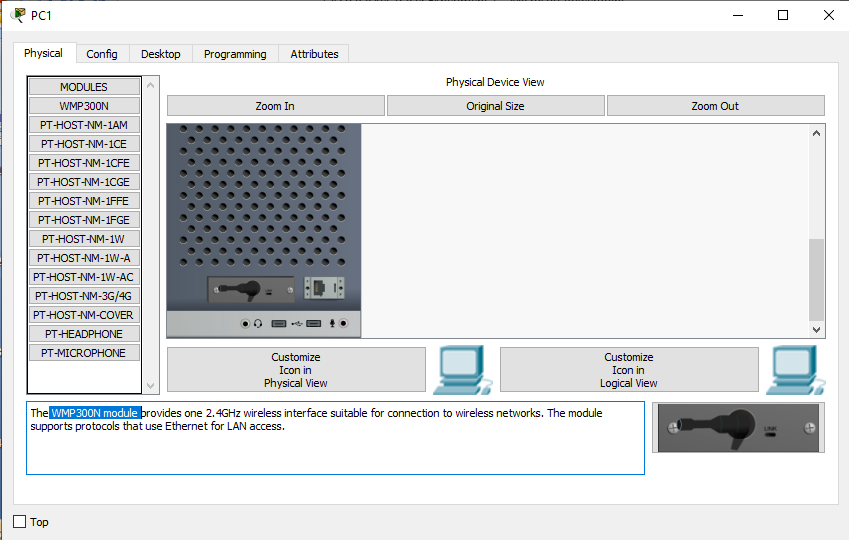 PC1
Physical
Config
Desktop
Programming
Attributes
MODULES
WMP300N
PT-HOST-NM-1AM
PT-HOST-NM-1CE
PT-HOST-NM-1CFE
PT-HOST-NM-1CGE
PT-HOST-NM-1FFE
PT-HOST-NM-1FGE
PT-HOST-NM-1W
PT-HOST-NM-1W-A
PT-HOST-NM-1W-AC
PT-HOST-NM-3G/4G
PT-HOST-NM-COVER
PT-HEADPHONE
PT-MICROPHONE
Physical Device View
Zoom In
Original Size
Zoom Out
Customize
Icon in
Physical View
Customize
Icon in
Logical View
The WMP300N module provides one 2.4GHz wireless interface suitable for connection to wireless networks. The module
supports protocols that use Ethernet for LAN access.
LINK
Top